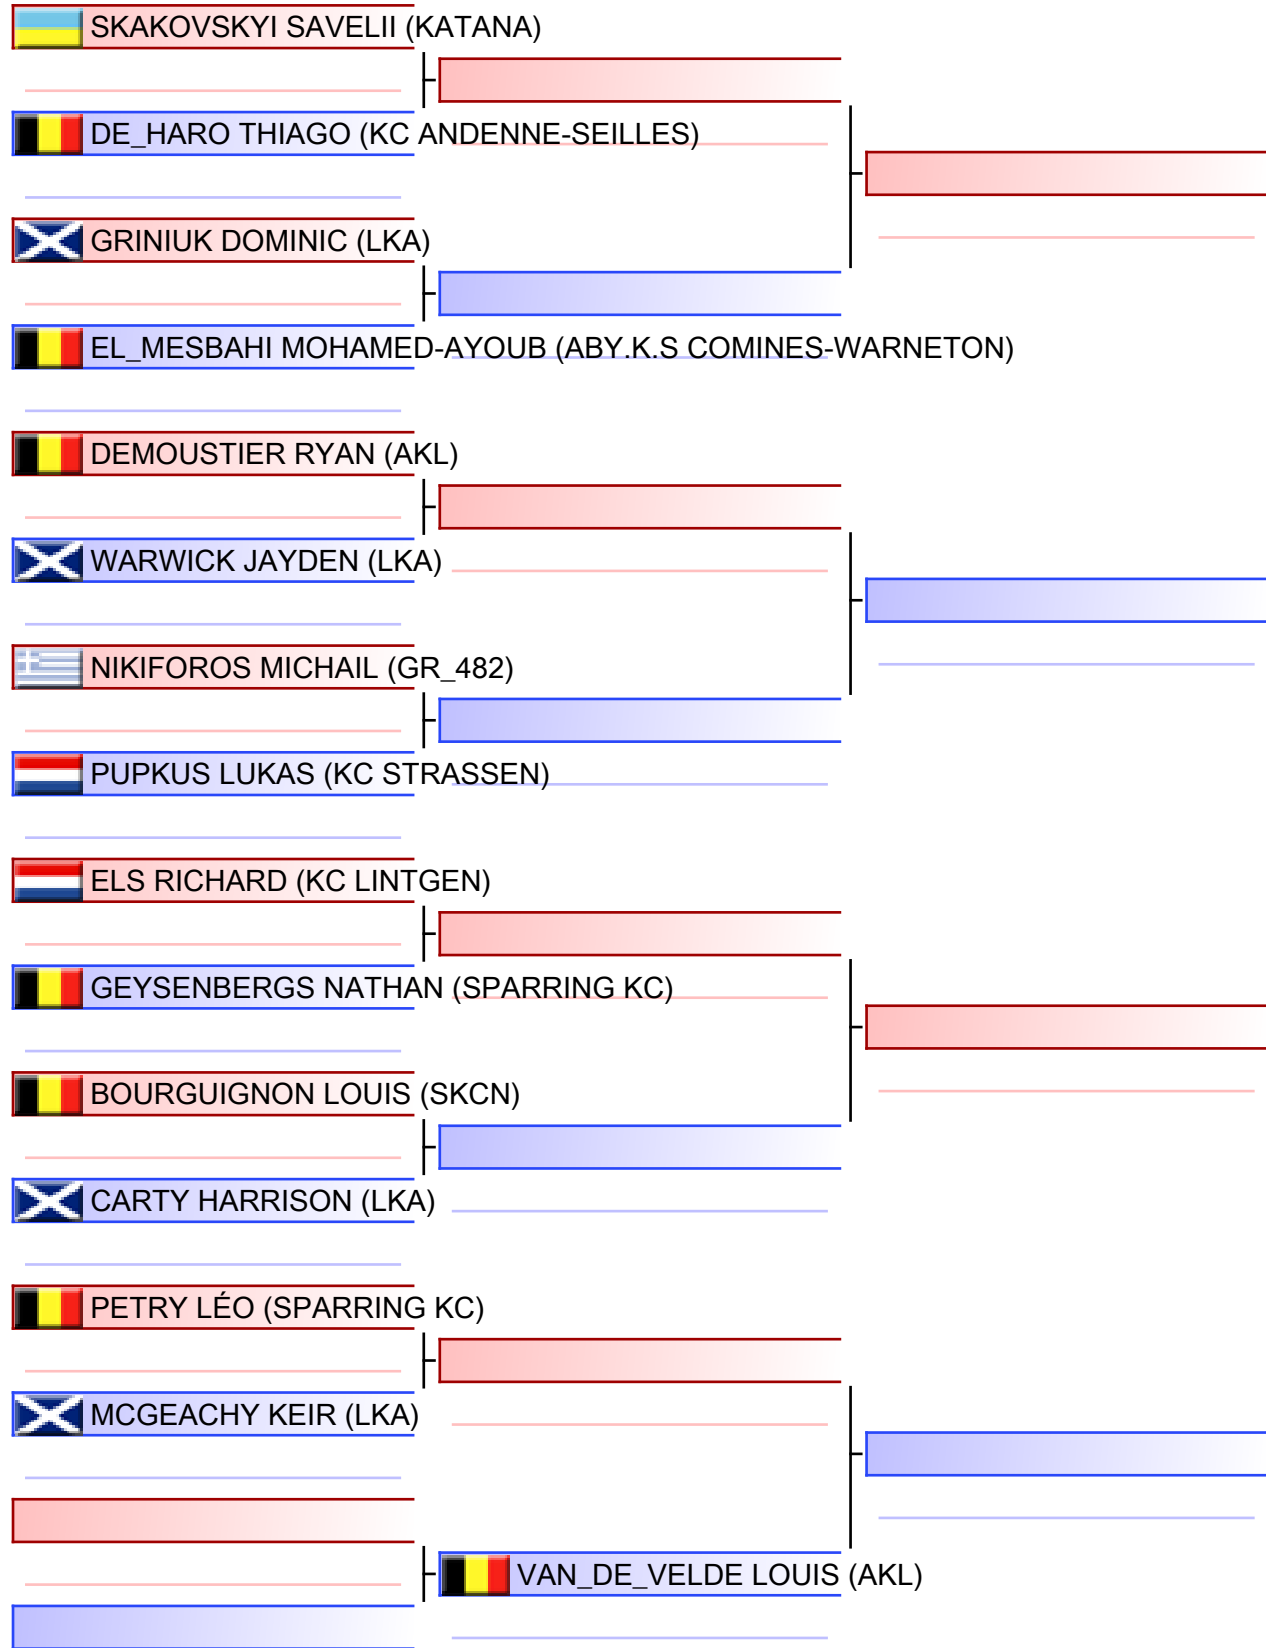 SKAKOVSKYI SAVELII (KATANA)
DE_HARO THIAGO (KC ANDENNE-SEILLES)
GRINIUK DOMINIC (LKA)
EL_MESBAHI MOHAMED-AYOUB (ABY.K.S COMINES-WARNETON)
DEMOUSTIER RYAN (AKL)
WARWICK JAYDEN (LKA)
NIKIFOROS MICHAIL (GR_482)
PUPKUS LUKAS (KC STRASSEN)
ELS RICHARD (KC LINTGEN)
GEYSENBERGS NATHAN (SPARRING KC)
BOURGUIGNON LOUIS (SKCN)
CARTY HARRISON (LKA)
PETRY LÉO (SPARRING KC)
MCGEACHY KEIR (LKA)
VAN_DE_VELDE LOUIS (AKL)